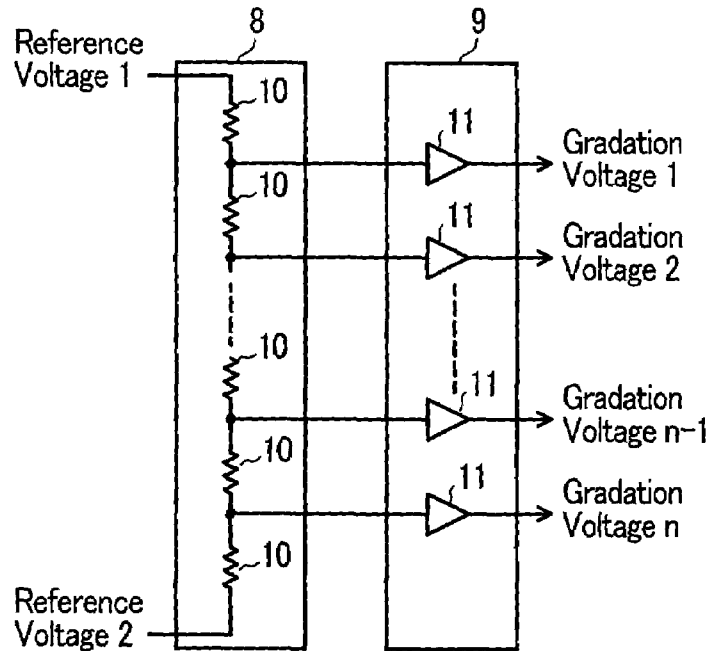 8
9
Reference
Voltage 1
10
11
Gradation
Voltage 1
10
11
Gradation
Voltage 2
10
11
Gradation
Voltage n-1
10
11
Gradation
Voltage n
10
Reference
Voltage 2